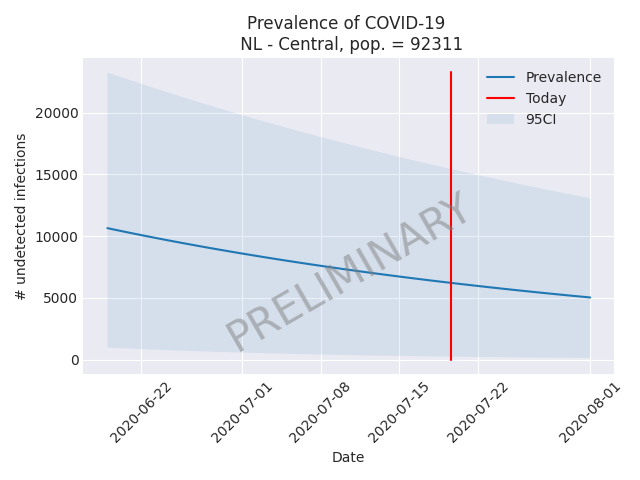 Prevalence of COVID-19
NL - Central, pop. = 92311
Prevalence
Today
95CI
# undetected infections
20000
15000
10000
5000
0
PRELIMINARY
2020-06-22
2020-07-01
2020-07-08
2020-07-15
2020-07-22
2020-08-01
Date